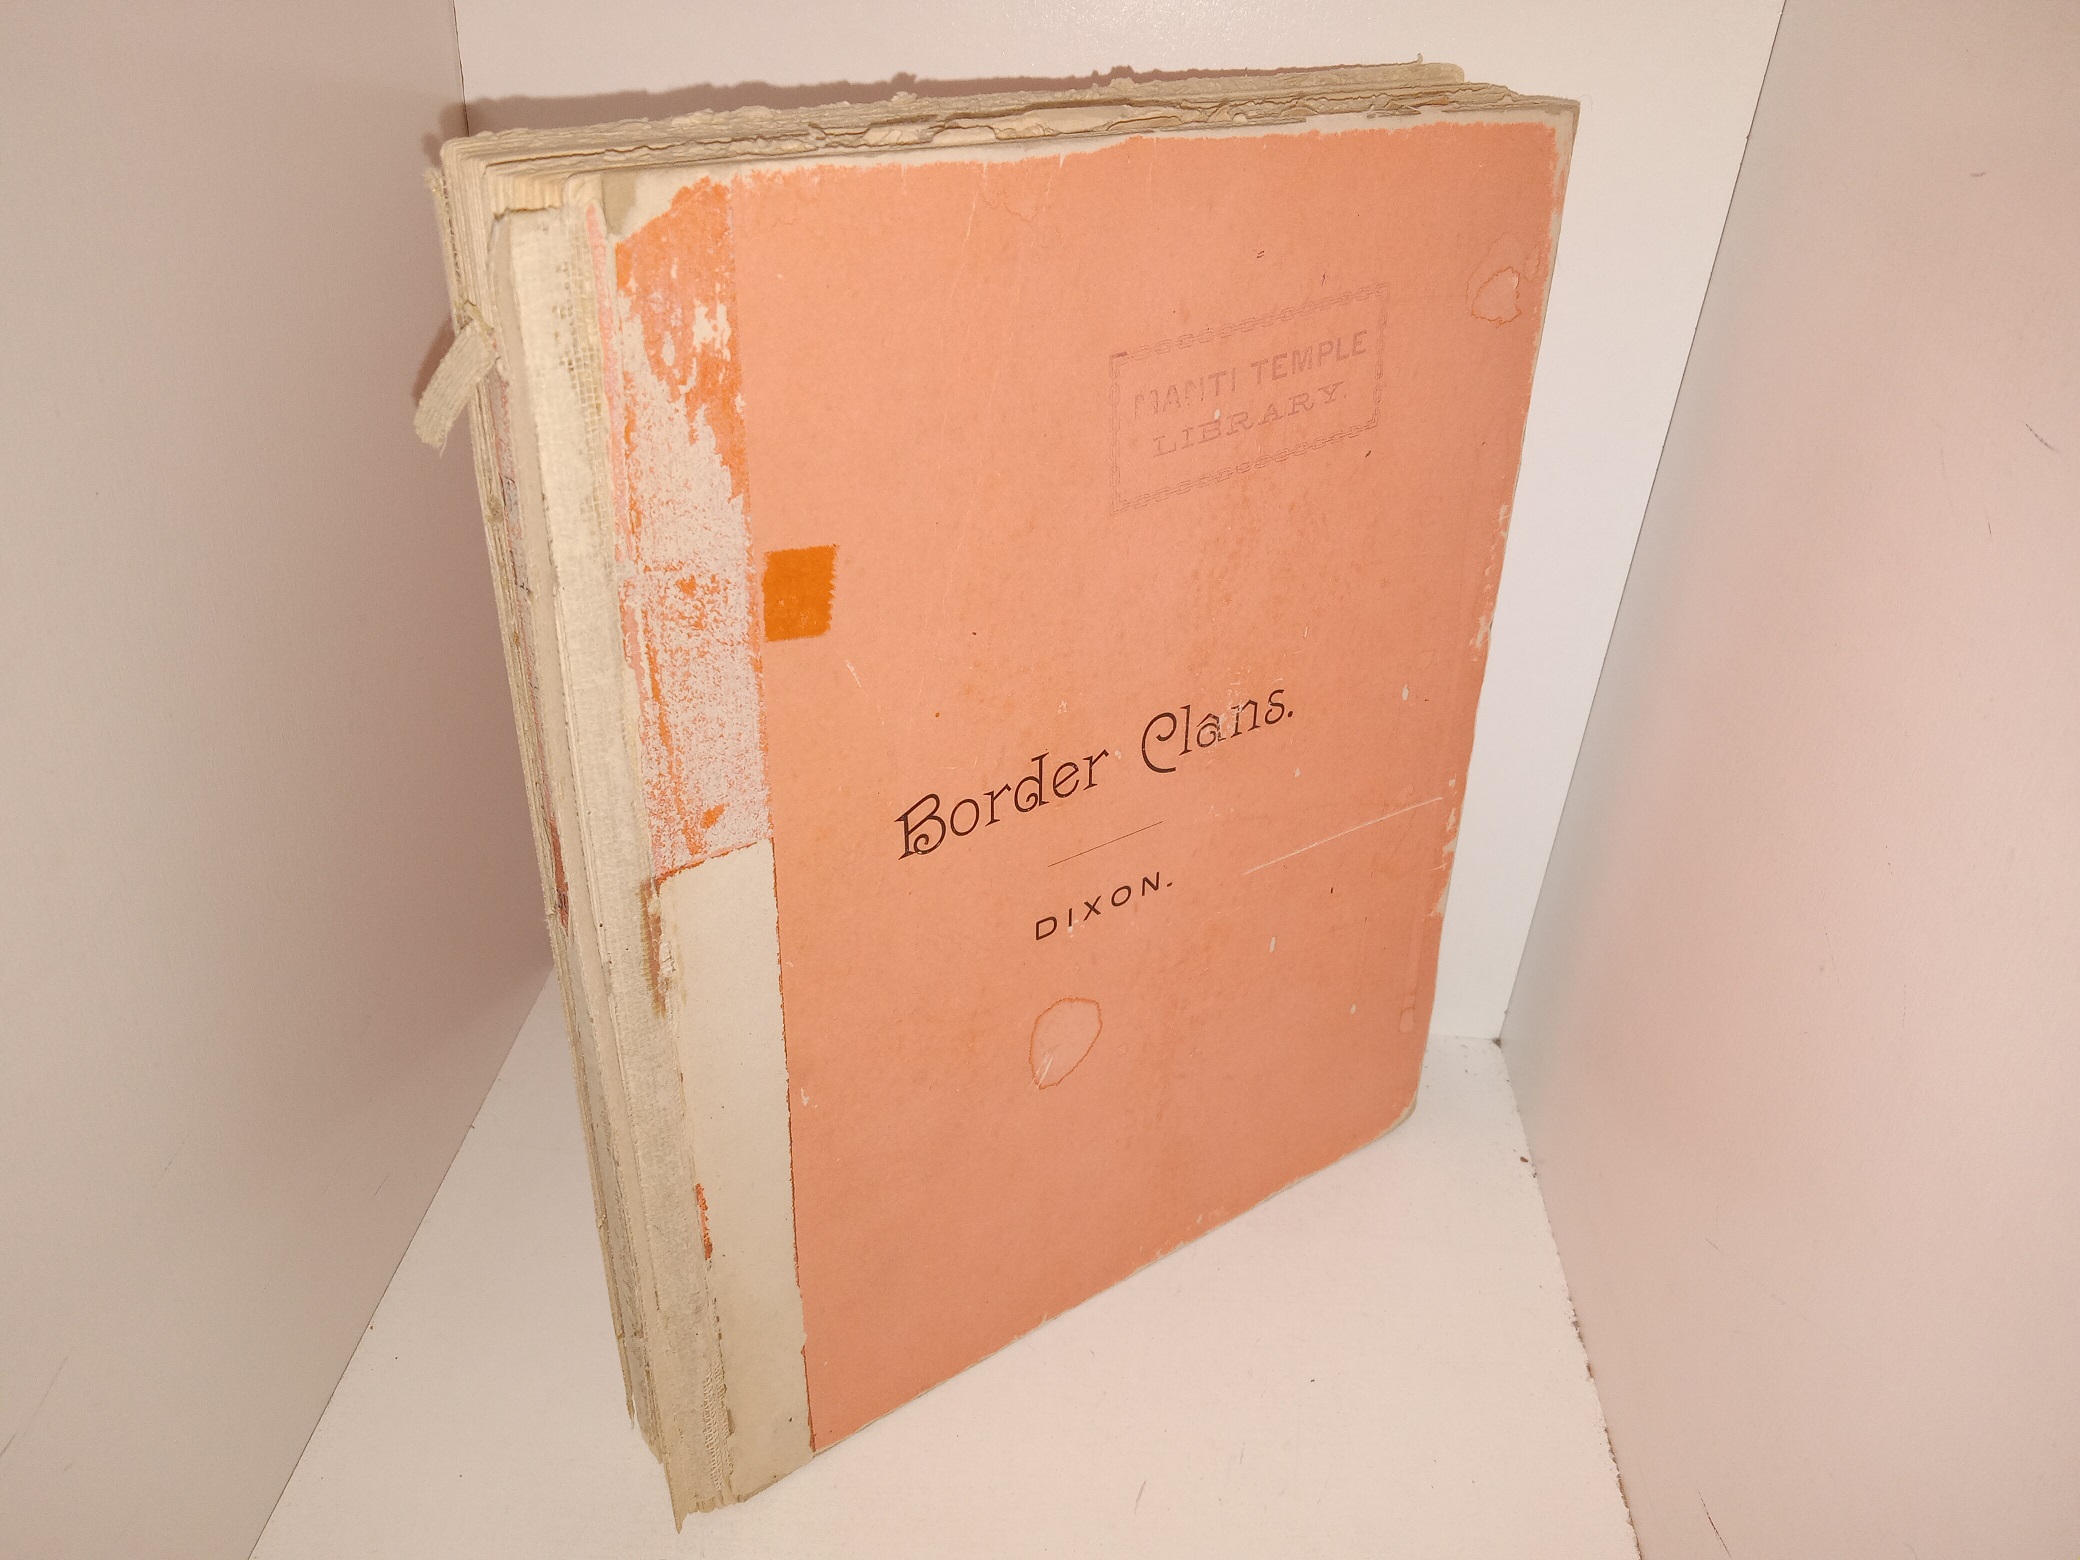 MANTI TEMPLE
LIBRARY.
Border Clans.
DIXON.